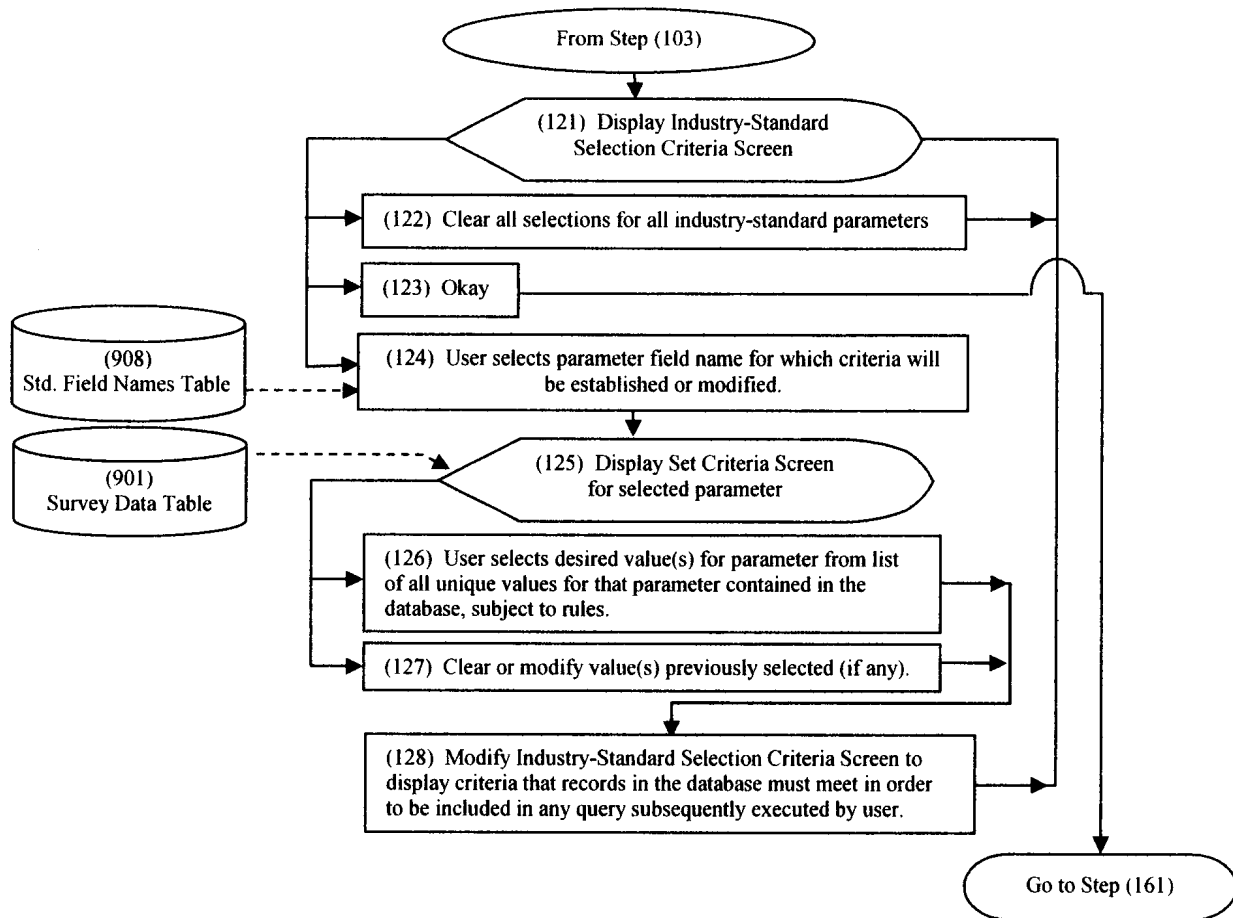 From Step (103)
(121) Display Industry-Standard
Selection Criteria Screen
(122) Clear all selections for all industry-standard parameters
(123) Okay
(908)
Std. Field Names Table
(124) User selects parameter field name for which criteria will
be established or modified.
(901)
Survey Data Table
(125) Display Set Criteria Screen
for selected parameter
(126) User selects desired value(s) for parameter from list
of all unique values for that parameter contained in the
database, subject to rules.
(127) Clear or modify value(s) previously selected (if any).
(128) Modify Industry-Standard Selection Criteria Screen to
display criteria that records in the database must meet in order
to be included in any query subsequently executed by user.
Go to Step (161)